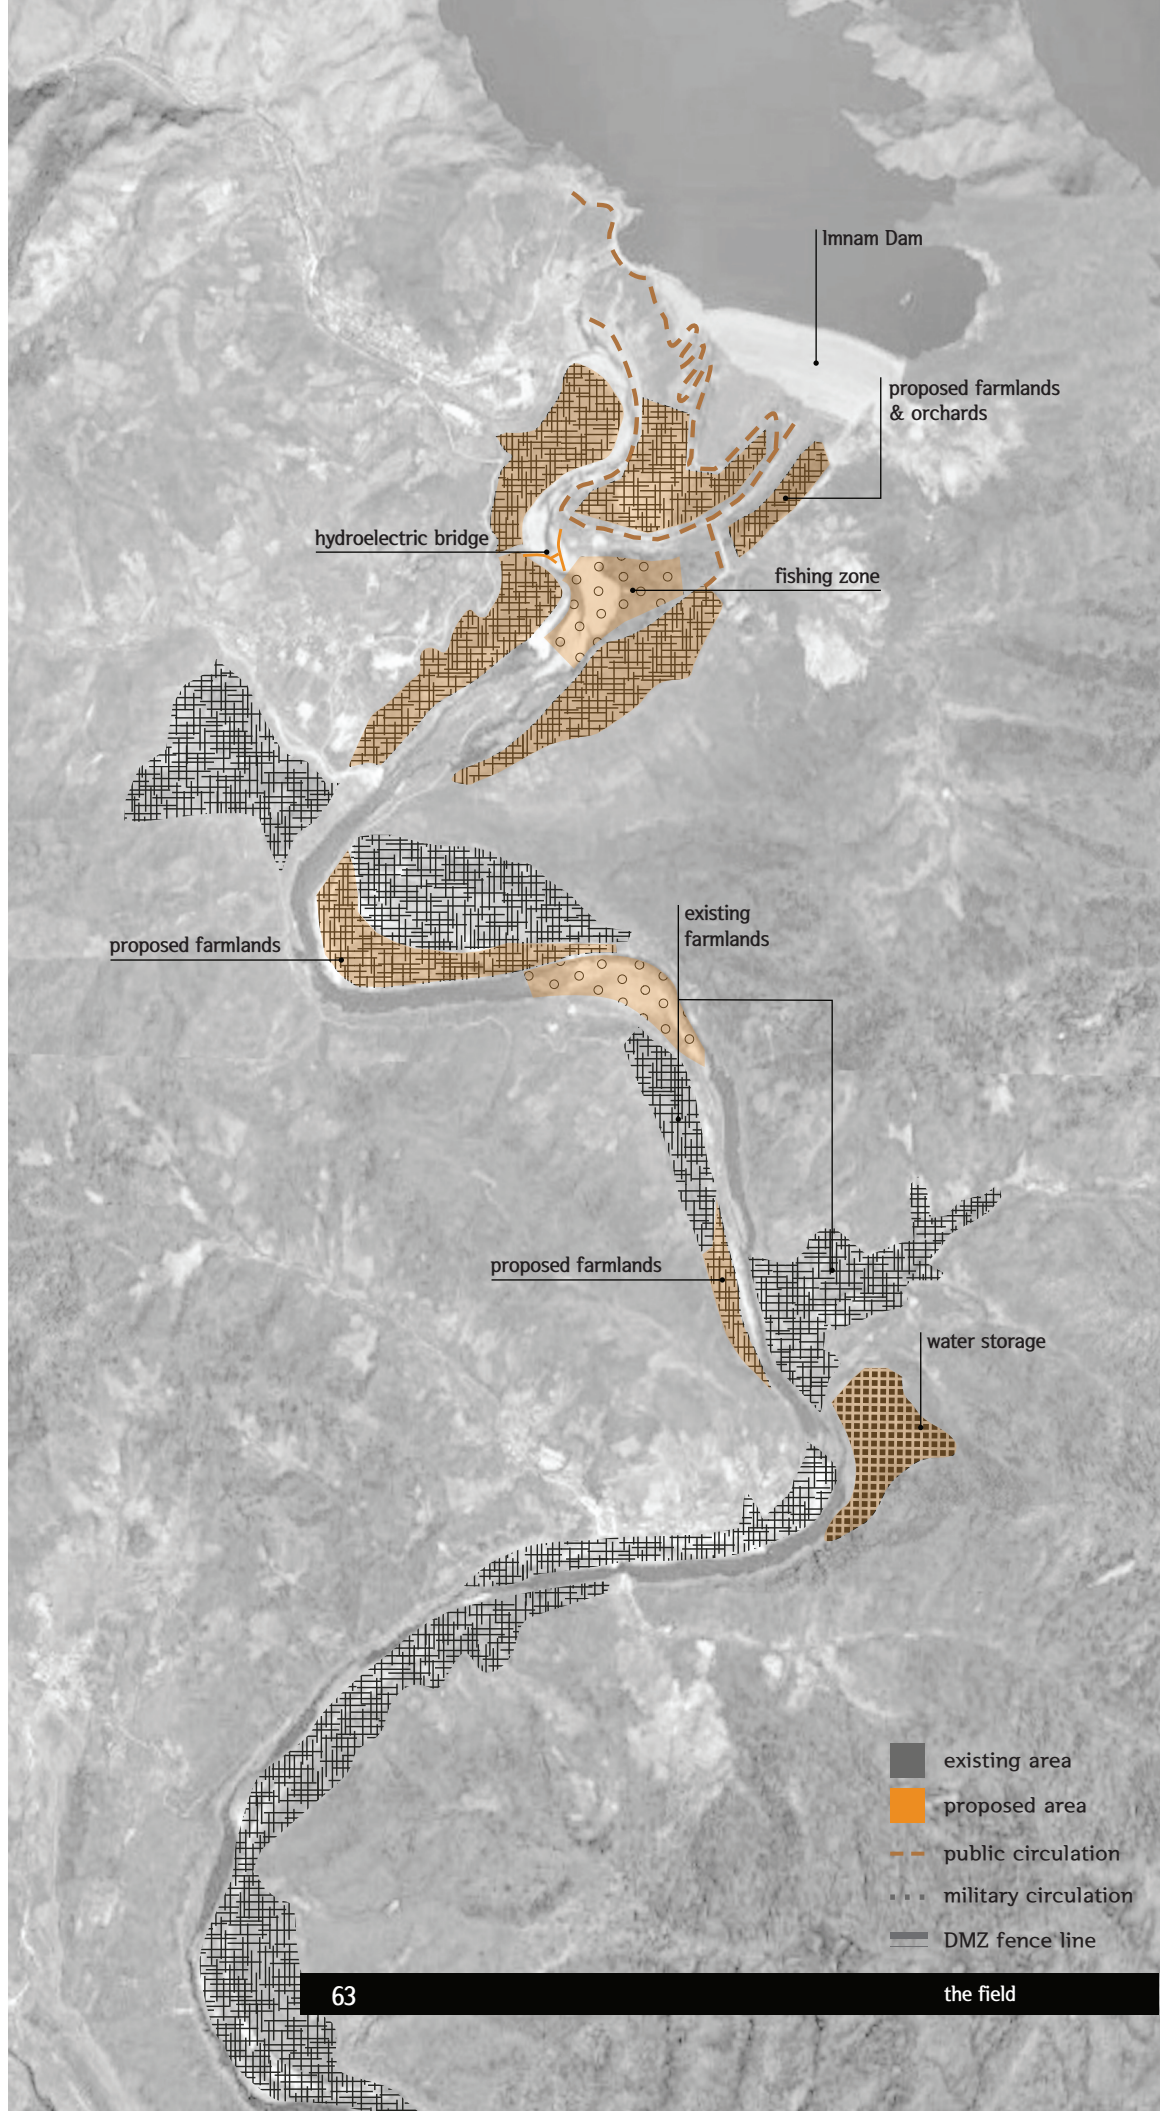 Imnam Dam
proposed farmlands
& orchards
hydroelectric bridge
fishing zone
existing
farmlands
proposed farmlands
proposed farmlands
water storage
existing area
proposed area
public circulation
military circulation
DMZ fence line
63
the field